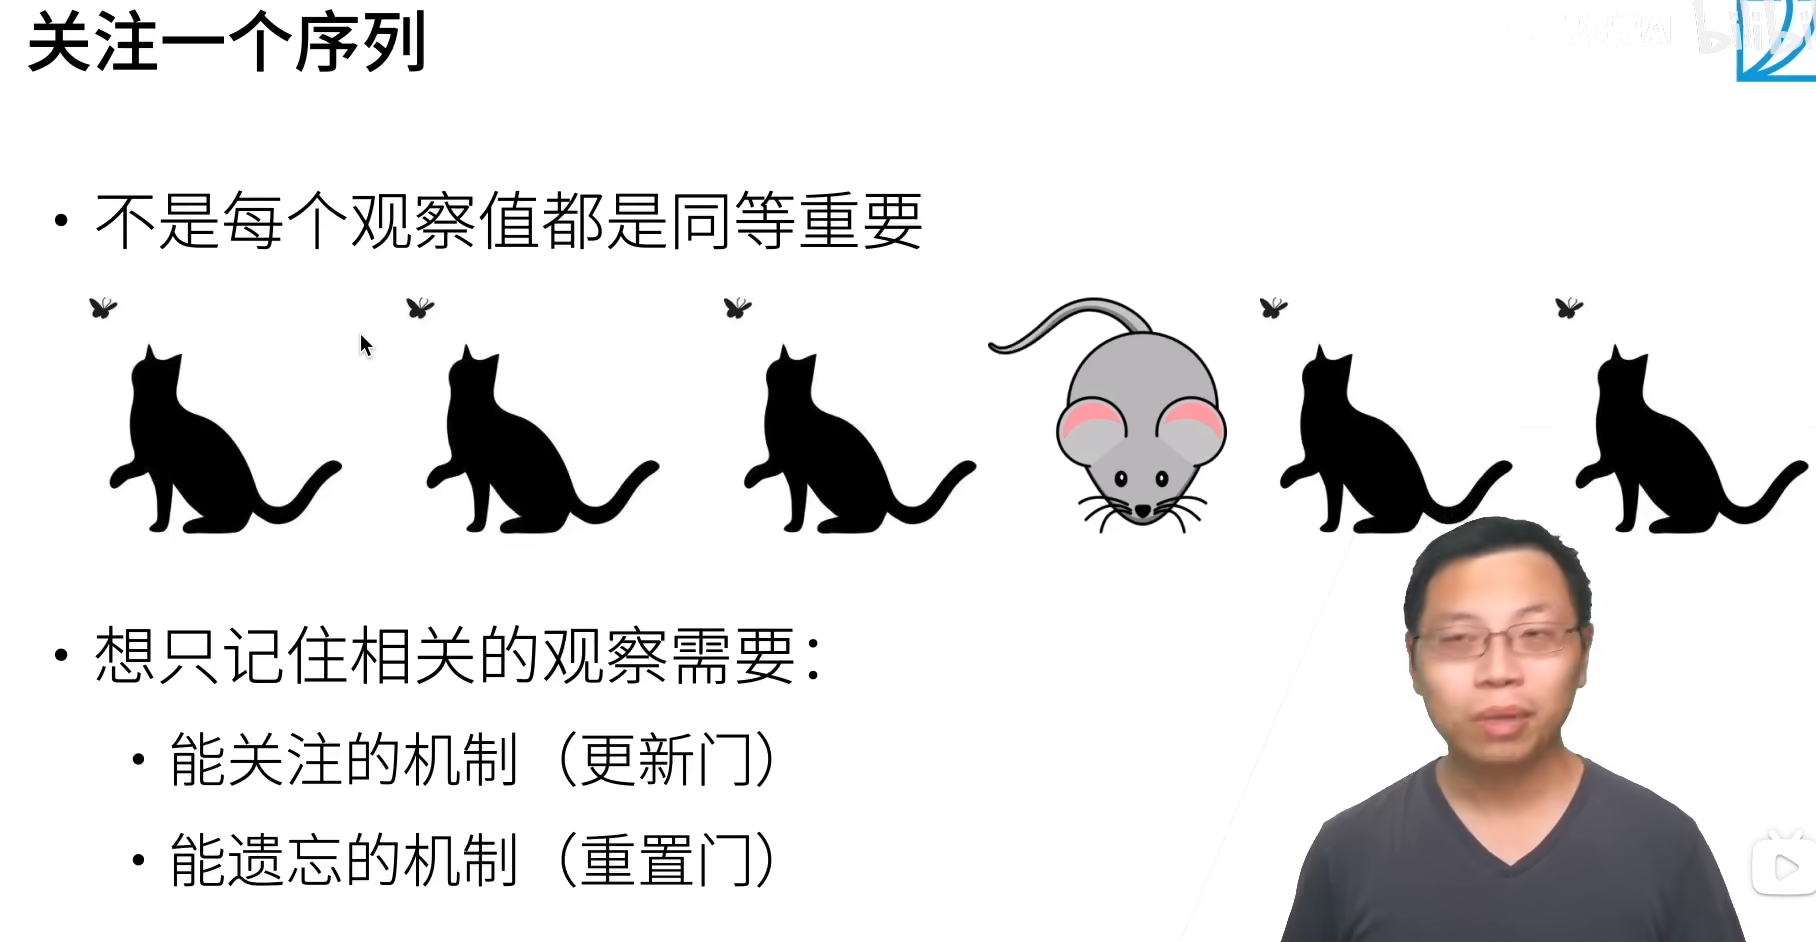 关注一个序列
• 不是每个观察值都是同等重要
• 想只记住相关的观察需要：
• 能关注的机制（更新门）
• 能遗忘的机制（重置门）